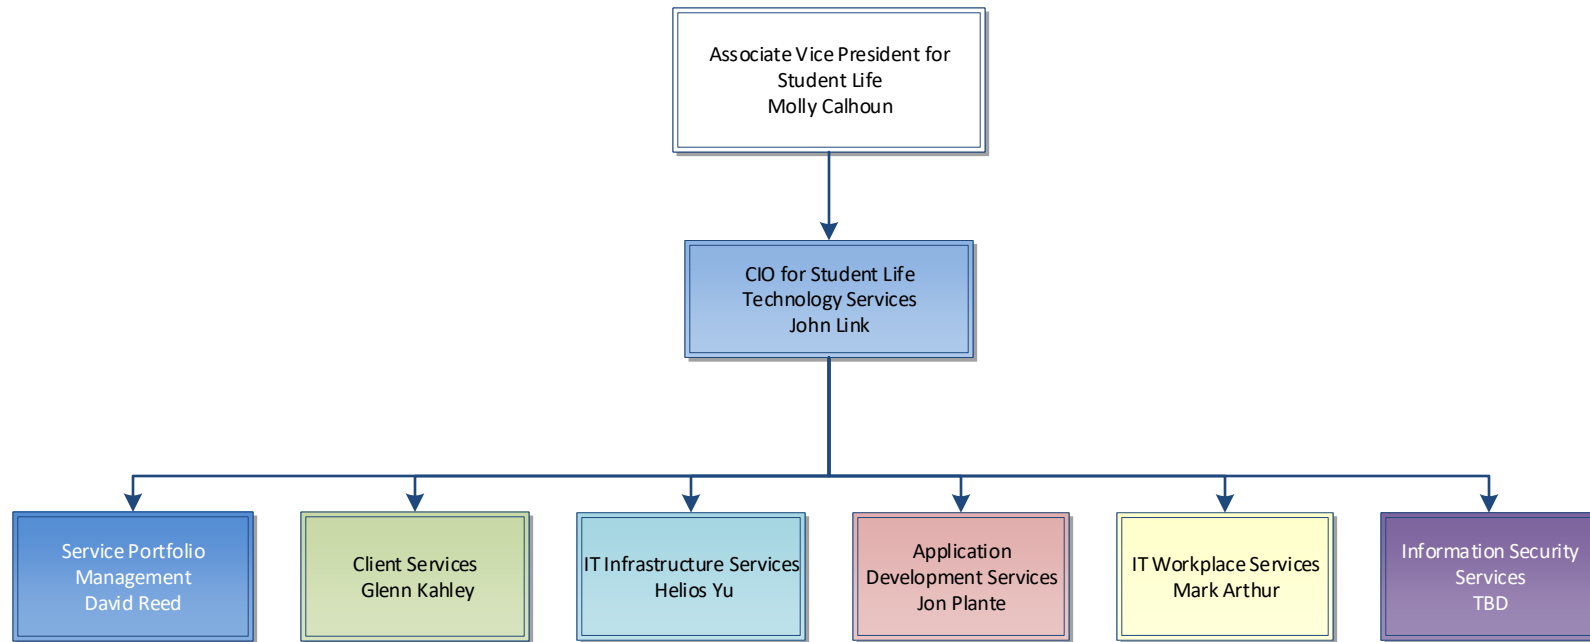 Associate Vice President for
Student Life
Molly Calhoun
CIO for Student Life
Technology Services
John Link
Service Portfolio
Management
David Reed
Client Services
Glenn Kahley
IT Infrastructure Services
Helios Yu
Application
Development Services
Jon Plante
IT Workplace Services
Mark Arthur
Information Security
Services
TBD